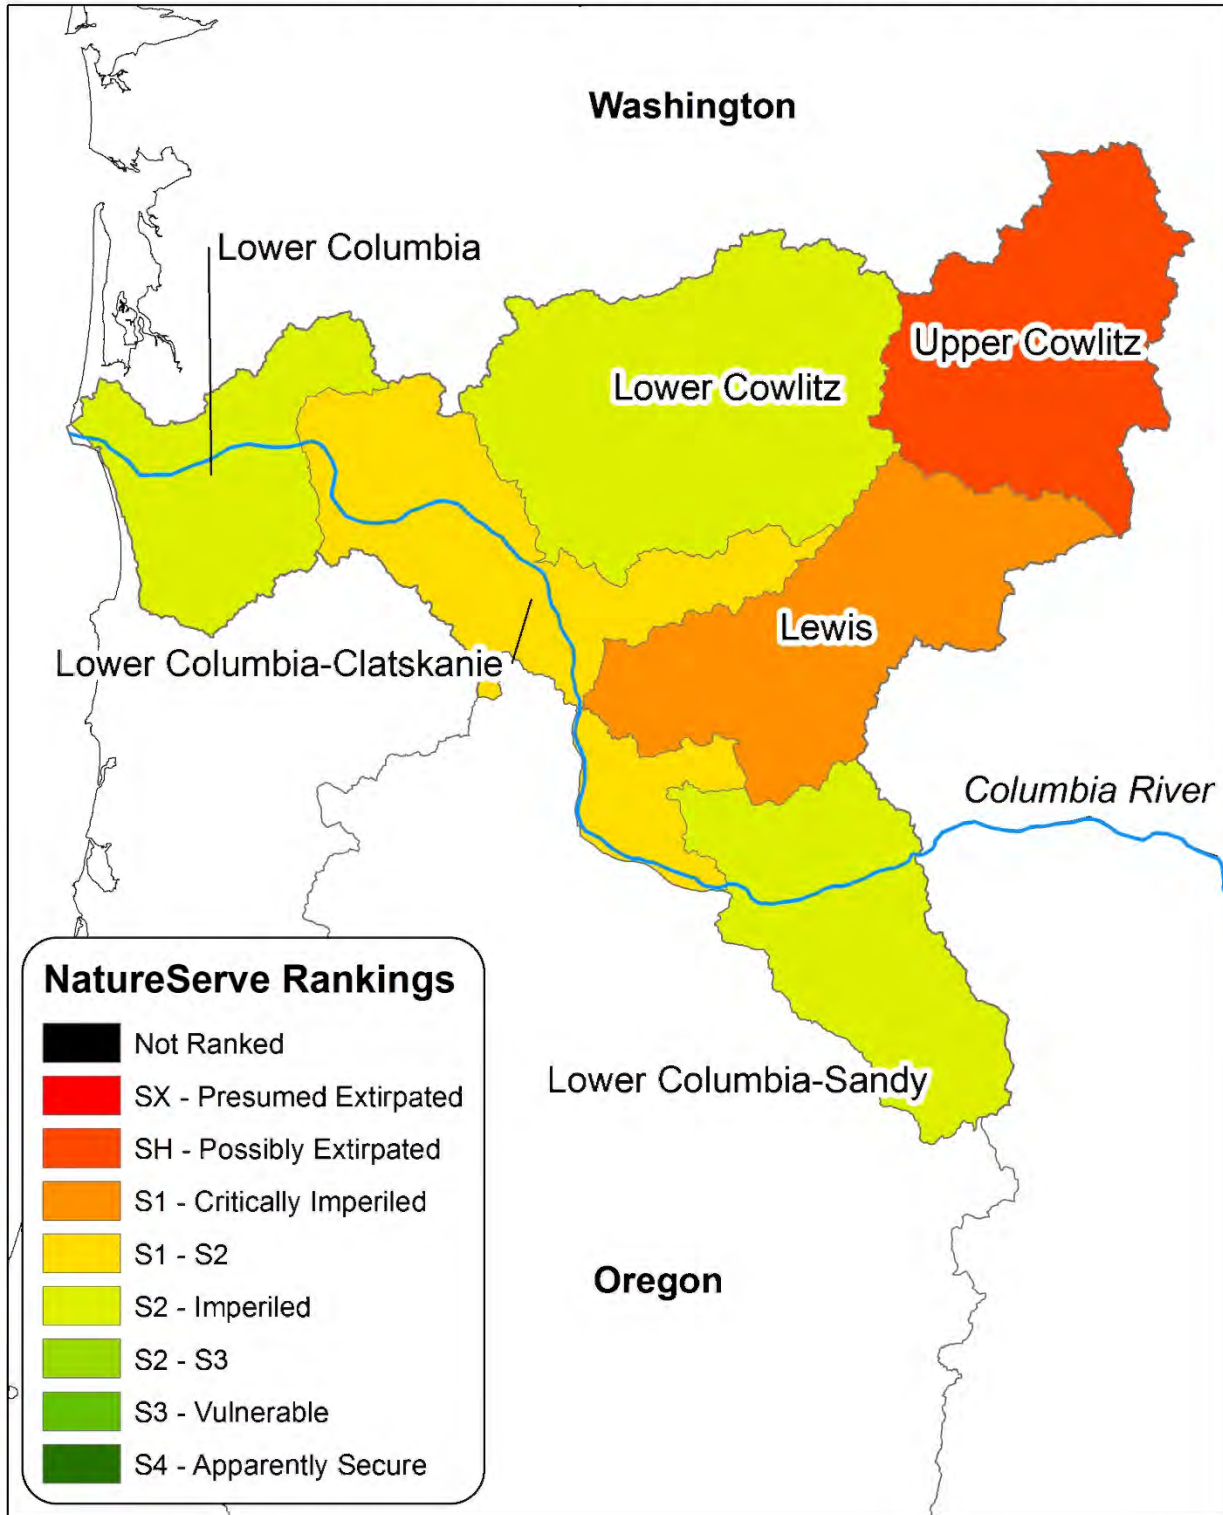 Washington
Lower Columbia
Upper Cowlitz
Lower Cowlitz
Lewis
Lower Columbia-Clatskanie
Columbia River
Lower Columbia-Sandy
Oregon
NatureServe Rankings
Not Ranked
SX - Presumed Extirpated
SH - Possibly Extirpated
S1 - Critically Imperiled
S1 - S2
S2 - Imperiled
S2 - S3
S3 - Vulnerable
S4 - Apparently Secure